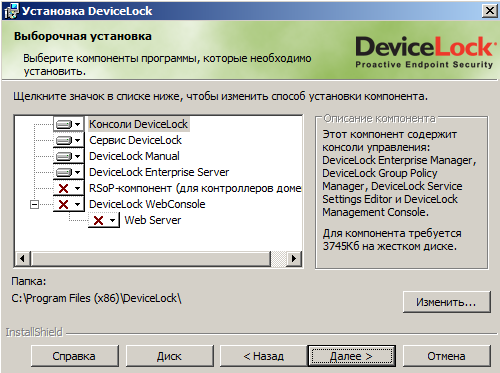 Установка DeviceLock
Выборочная установка
Выберите компоненты программы, которые необходимо
установить.
DeviceLock®
Proactive Endpoint Security
Щелкните значок в списке ниже, чтобы изменить способ установки компонента.
Консоли DeviceLock
Сервис DeviceLock
DeviceLock Manual
DeviceLock Enterprise Server
RSoP-компонент (для контроллеров доме
DeviceLock WebConsole
Web Server
Описание компонента
Этот компонент содержит
консоли управления:
DeviceLock Enterprise Manager,
DeviceLock Group Policy
Manager, DeviceLock Service
Settings Editor и DeviceLock
Management Console.
Для компонента требуется
3745Кб на жестком диске.
Папка:
C:\Program Files (x86)\DeviceLock\
Изменить...
InstallShield
Справка
Диск
< Назад
Далее >
Отмена